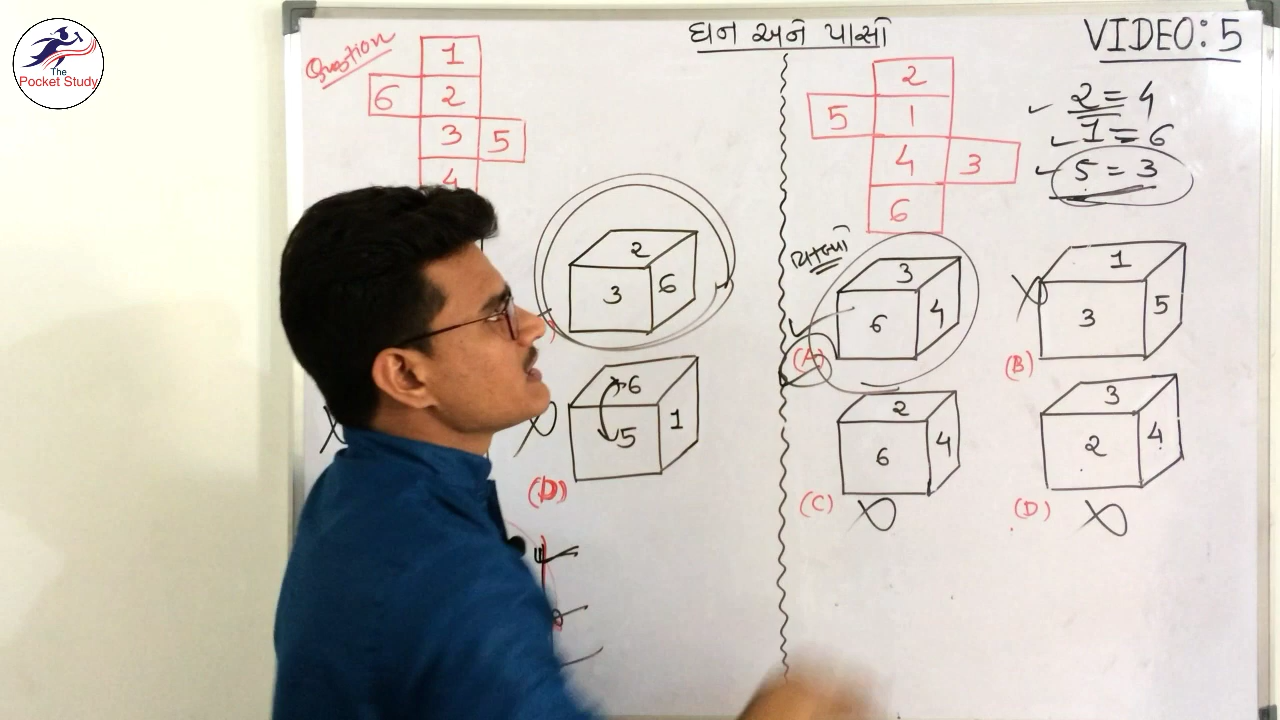 The
Pocket Study
ઘન અને પાસા
VIDEO: 5
Question
1
6 2
3 5
4
2
3 6
6
5 1
(D)
2
5 1
4 3
6
2 = 4
1 = 6
5 = 3
3
6 4
(A)
1
3 5
(B)
2
6 4
(C)
3
2 4
(D)